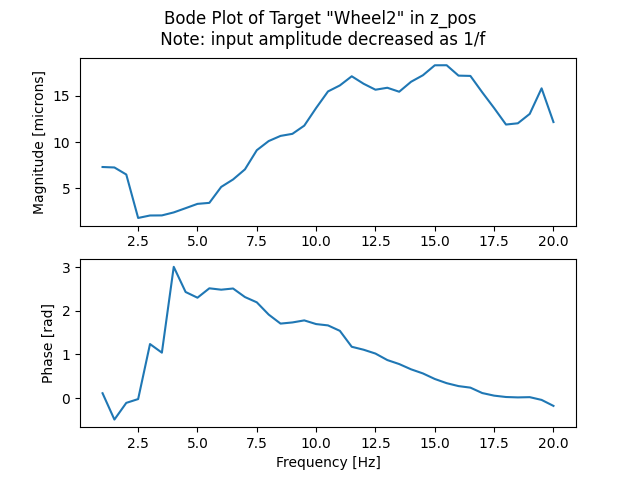 Bode Plot of Target "Wheel2" in z_pos
Note: input amplitude decreased as 1/f
Magnitude [microns]
15
10
5
2.5 5.0 7.5 10.0 12.5 15.0 17.5 20.0
Phase [rad]
3
2
1
0
2.5 5.0 7.5 10.0 12.5 15.0 17.5 20.0
Frequency [Hz]